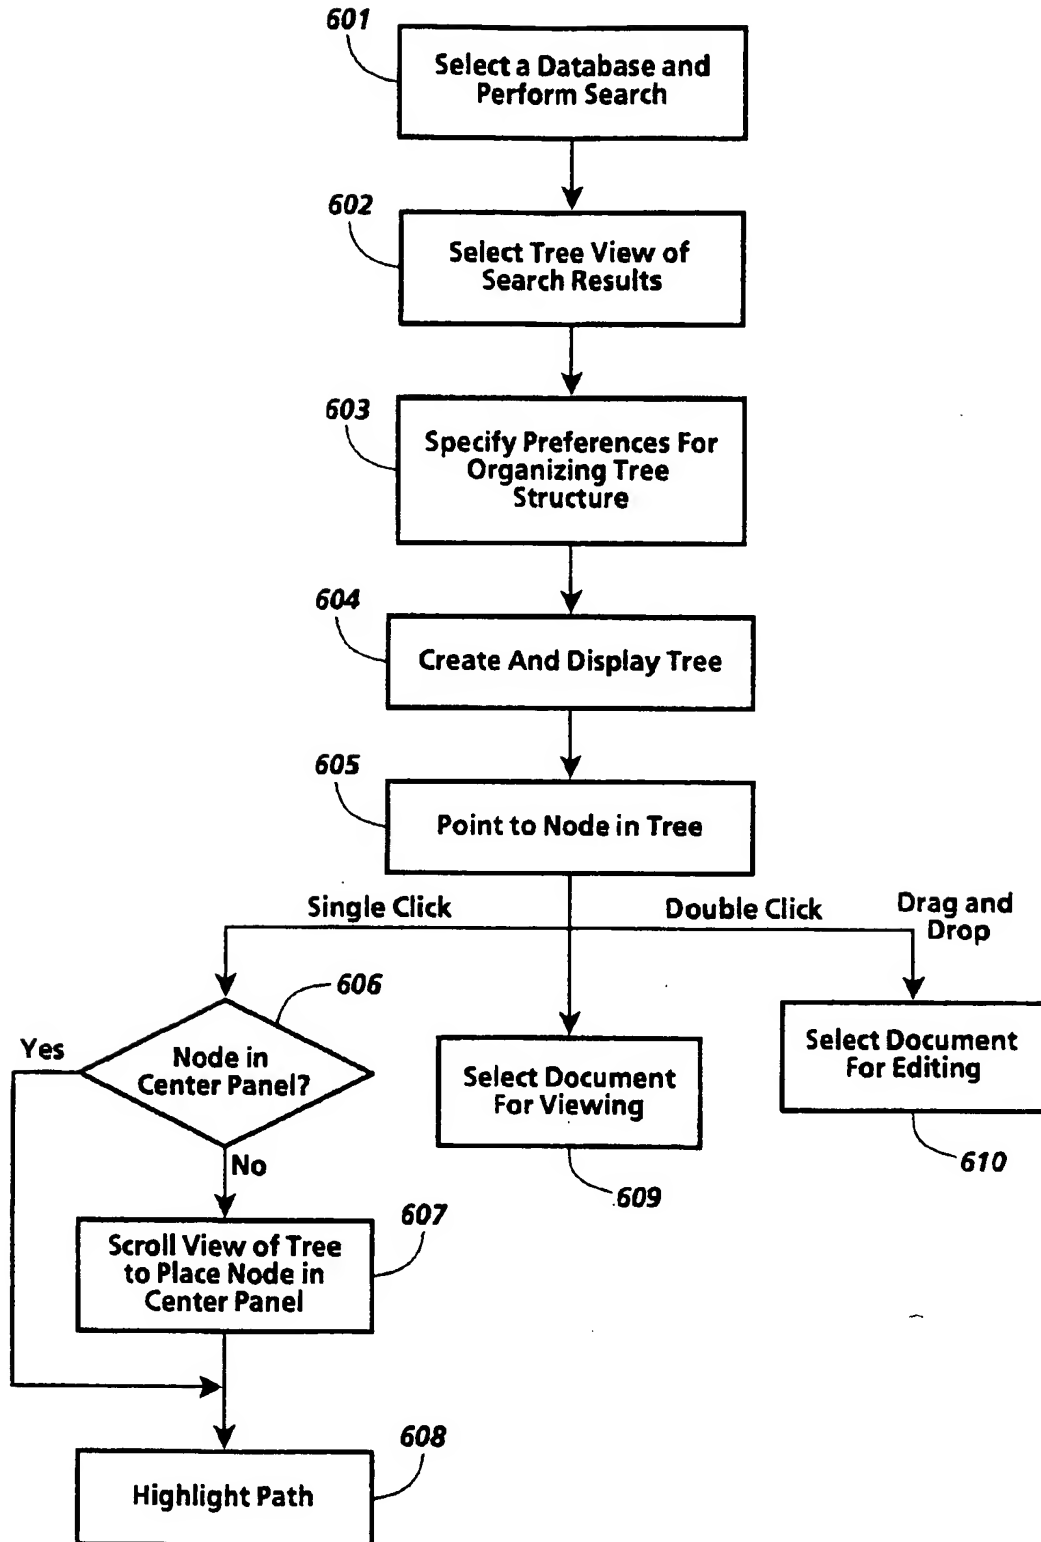 601
Select a Database and
Perform Search
602
Select Tree View of
Search Results
603
Specify Preferences For
Organizing Tree
Structure
604
Create And Display Tree
605
Point to Node in Tree
Single Click
Double Click
Drag and
Drop
606
Yes
Node in
Center Panel?
No
Select Document
For Viewing
609
Select Document
For Editing
610
607
Scroll View of Tree
to Place Node in
Center Panel
608
Highlight Path